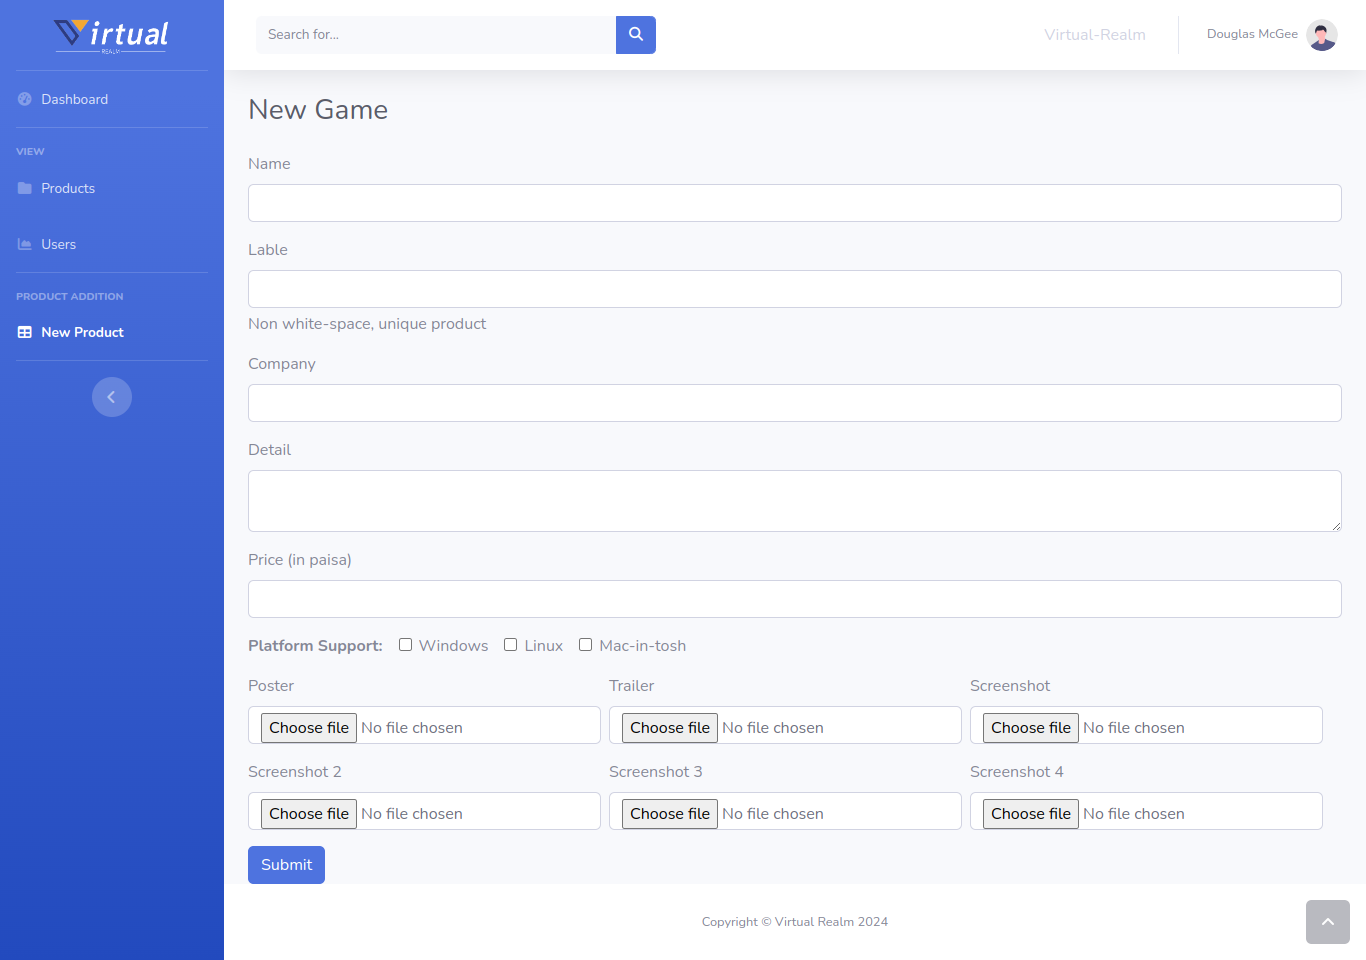 Virtual
REALM
Search for...
Virtual-Realm
Douglas McGee
Dashboard
VIEW
Products
Users
PRODUCT ADDITION
New Product
New Game
Name
Lable
Non white-space, unique product
Company
Detail
Price (in paisa)
Platform Support: Windows Linux Mac-in-tosh
Poster Trailer Screenshot
Choose file No file chosen Choose file No file chosen Choose file No file chosen
Screenshot 2 Screenshot 3 Screenshot 4
Choose file No file chosen Choose file No file chosen Choose file No file chosen
Submit
Copyright © Virtual Realm 2024